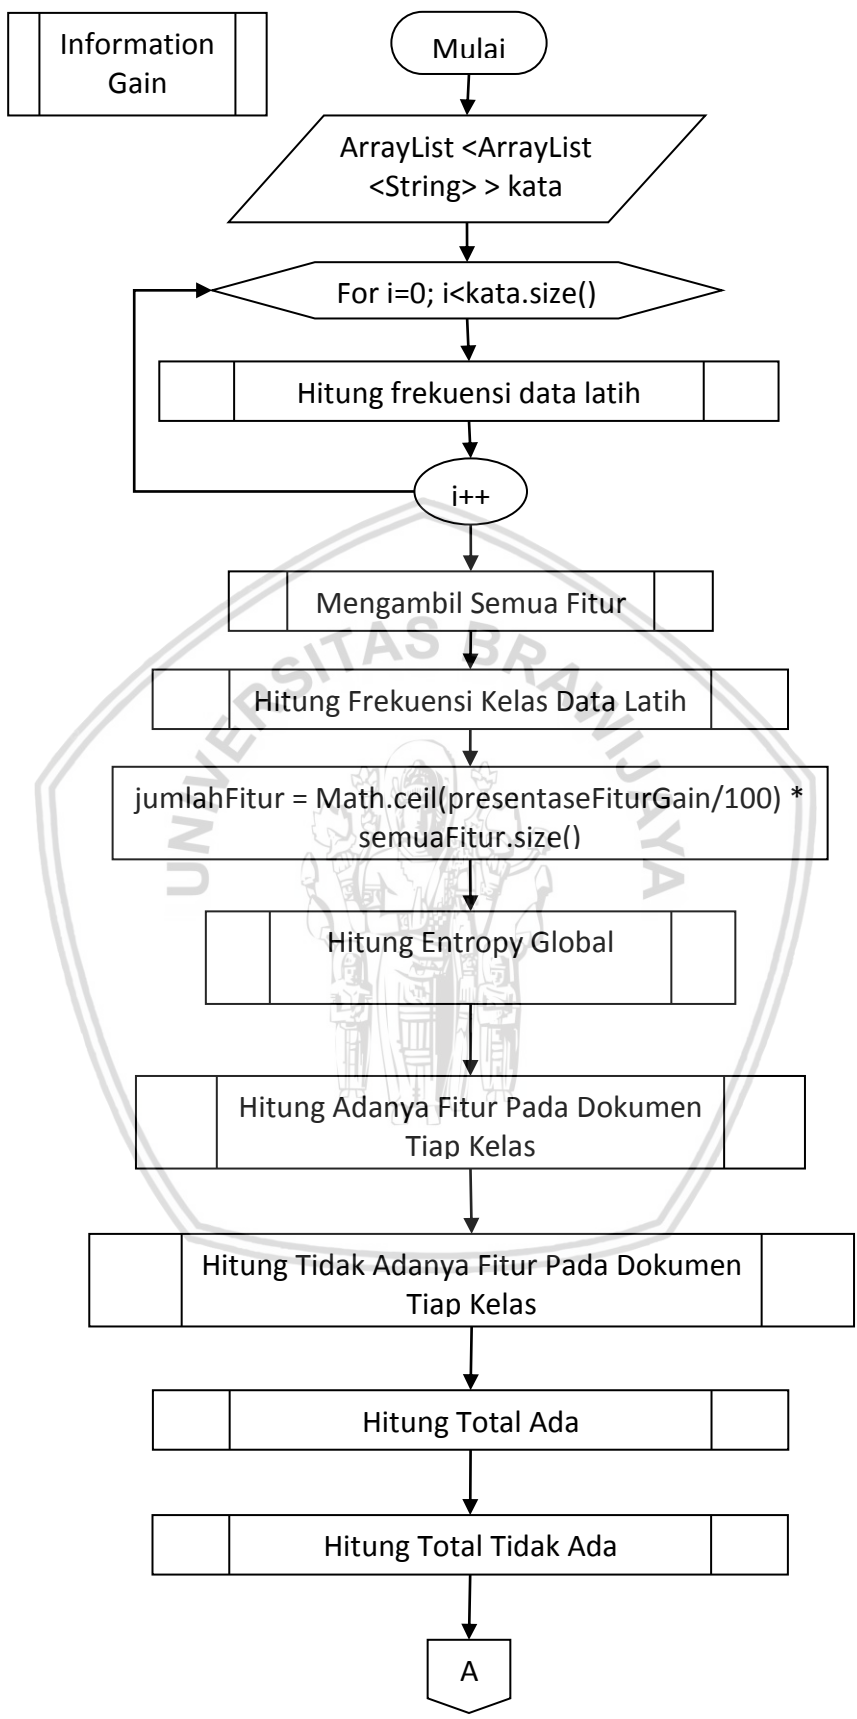 Information
Gain
Mulai
ArrayList <ArrayList
<String> > kata
For i=0; i<kata.size()
Hitung frekuensi data latih
i++
Mengambil Semua Fitur
UNIVERSITAS BRAWIJAYA
Hitung Frekuensi Kelas Data Latih
jumlahFitur = Math.ceil(presentaseFiturGain/100) *
semuaFitur.size()
Hitung Entropy Global
Hitung Adanya Fitur Pada Dokumen
Tiap Kelas
Hitung Tidak Adanya Fitur Pada Dokumen
Tiap Kelas
Hitung Total Ada
Hitung Total Tidak Ada
A